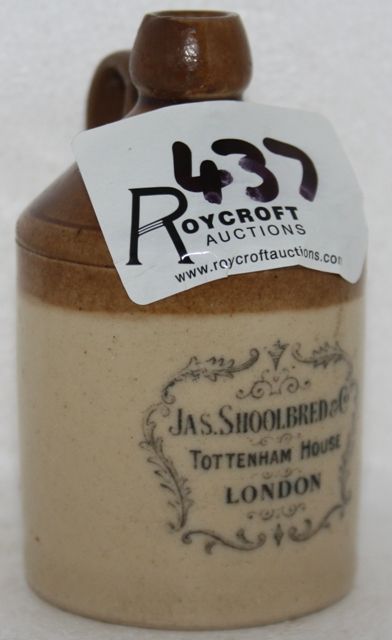 437
ROYCROFT
AUCTIONS
www.roycroftauctions.com
JAS. SHOOLBRED & Co
TOTTENHAM HOUSE
LONDON